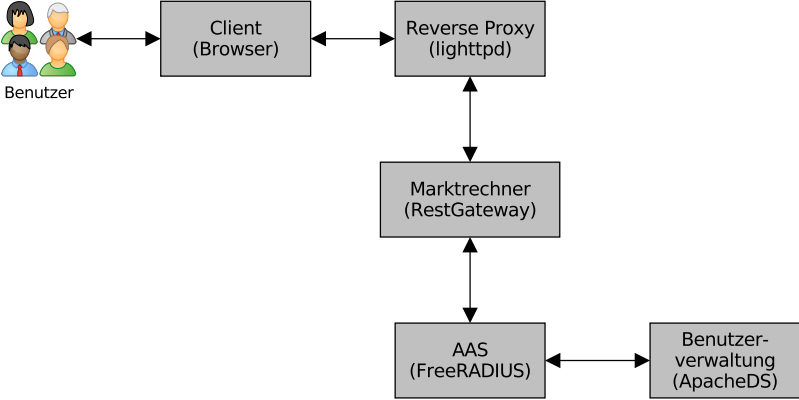 Benutzer
Client
(Browser)
Reverse Proxy
(lighttpd)
Marktrechner
(RestGateway)
AAS
(FreeRADIUS)
Benutzer-
verwaltung
(ApacheDS)